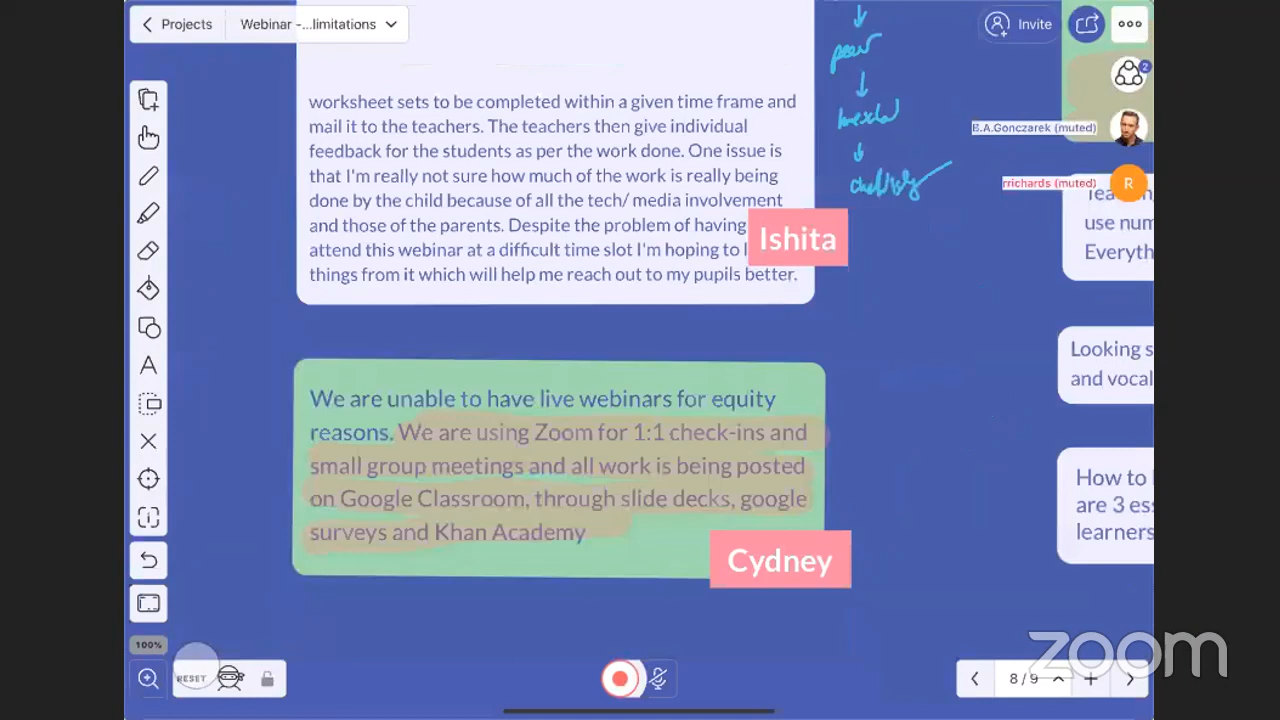 Projects
Webinar -...limitations
Invite
2
B.A.Gonczarek (muted)
rrichards (muted)
R
peer
worksheet sets to be completed within a given time frame and
mail it to the teachers. The teachers then give individual
feedback for the students as per the work done. One issue is
that I'm really not sure how much of the work is really being
done by the child because of all the tech/ media involvement
and those of the parents. Despite the problem of having
attend this webinar at a difficult time slot I'm hoping to l
things from it which will help me reach out to my pupils better.
Ishita
We are unable to have live webinars for equity
reasons. We are using Zoom for 1:1 check-ins and
small group meetings and all work is being posted
on Google Classroom, through slide decks, google
surveys and Khan Academy
Cydney
use num
Everyth
Looking s
and vocal
How to
are 3 es
learners
A
100%
RESET
8/9
zoom